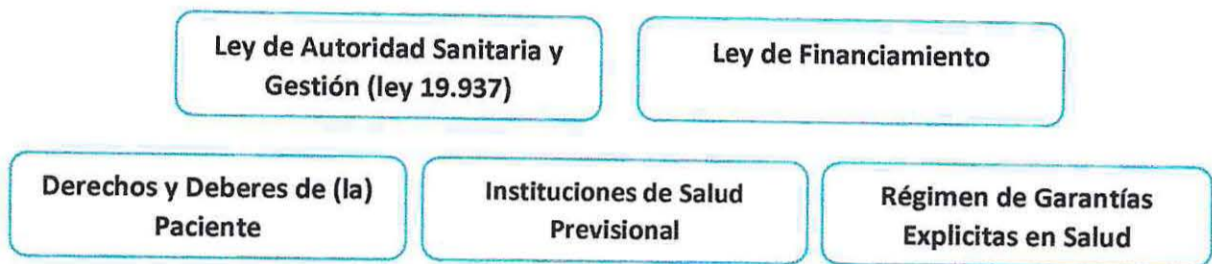 Ley de Autoridad Sanitaria y
Gestión (ley 19.937)
Ley de Financiamiento
Derechos y Deberes de (la)
Paciente
Instituciones de Salud
Previsional
Régimen de Garantías
Explicitas en Salud